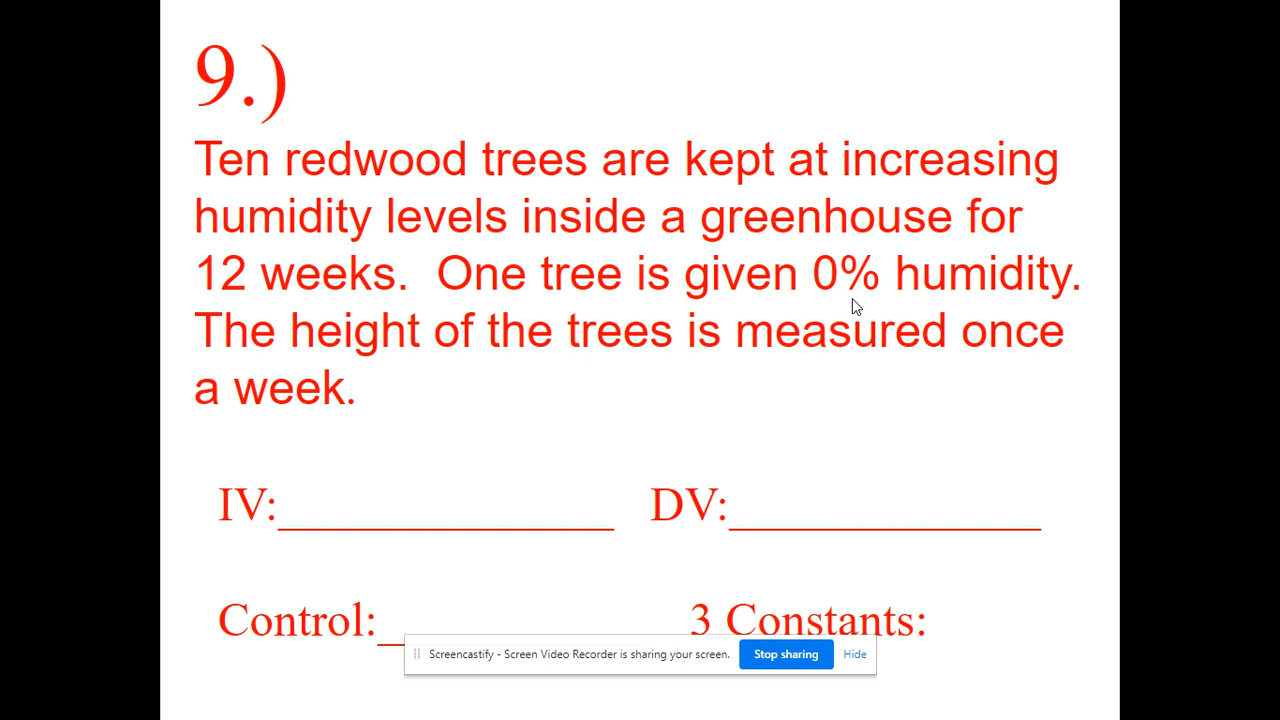 9.)
Ten redwood trees are kept at increasing
humidity levels inside a greenhouse for
12 weeks.  One tree is given 0% humidity.
The height of the trees is measured once
a week.
IV:______________ DV:_____________
Control:_ 3 Constants:
Screencastify - Screen Video Recorder is sharing your screen. Stop sharing Hide